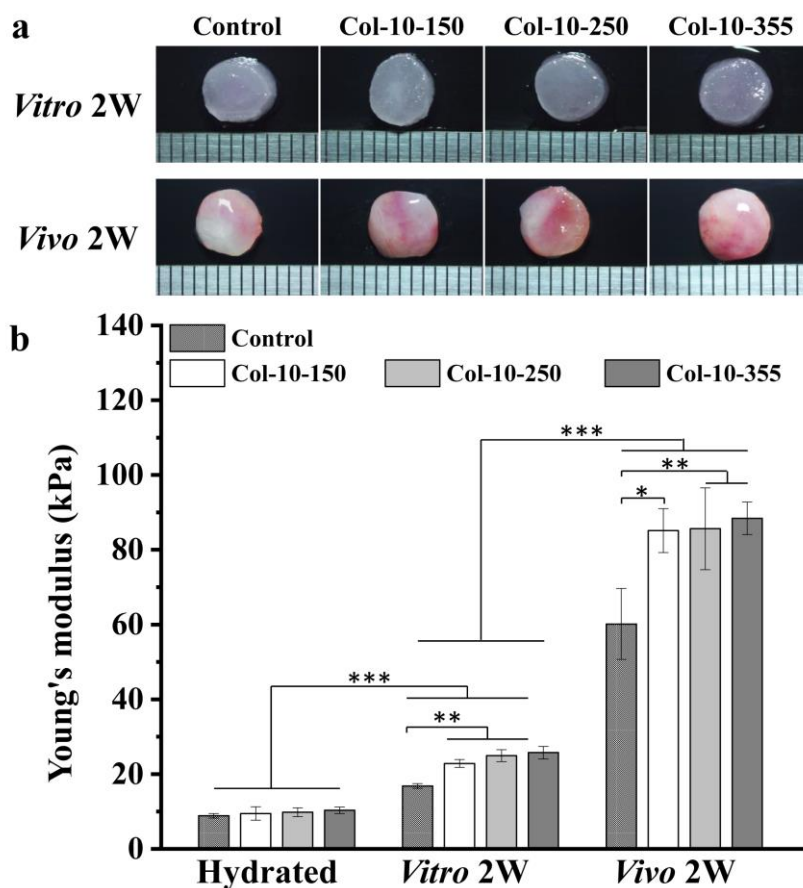 a
Control Col-10-150 Col-10-250 Col-10-355
Vitro 2W
Vivo 2W
b
140
120
100
80
60
40
20
0
Young's modulus (kPa)
Control
Col-10-150 Col-10-250 Col-10-355
***
**
*
***
**
***
Hydrated Vitro 2W Vivo 2W